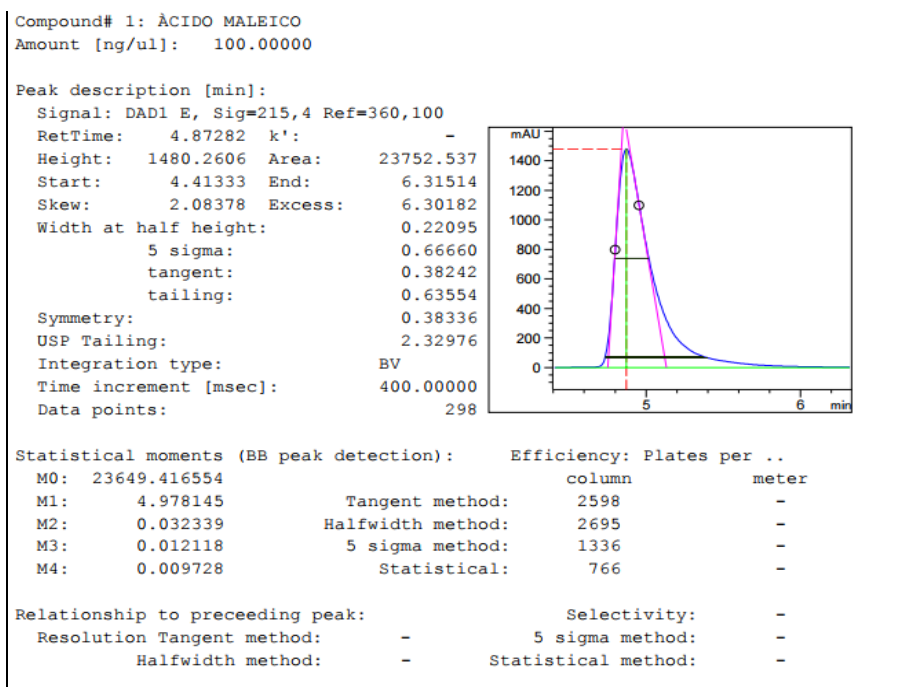 Compound# 1: ÀCIDO MALEICO
Amount [ng/ul]: 100.00000
Peak description [min]:
Signal: DAD1 E, Sig=215,4 Ref=360,100
RetTime: 4.87282 k': -
Height: 1480.2606 Area: 23752.537
Start: 4.41333 End: 6.31514
Skew: 2.08378 Excess: 6.30182
Width at half height: 0.22095
5 sigma: 0.66660
tangent: 0.38242
tailing: 0.63554
Symmetry: 0.38336
USP Tailing: 2.32976
Integration type: BV
Time increment [msec]: 400.00000
Data points: 298
mAU
1400
1200
1000
800
600
400
200
0
5 6 min
Statistical moments (BB peak detection): Efficiency: Plates per ..
M0: 23649.416554 column meter
M1: 4.978145 Tangent method: 2598 -
M2: 0.032339 Halfwidth method: 2695 -
M3: 0.012118 5 sigma method: 1336 -
M4: 0.009728 Statistical: 766 -
Relationship to preceeding peak: Selectivity: -
Resolution Tangent method: - 5 sigma method: -
Halfwidth method: - Statistical method: -